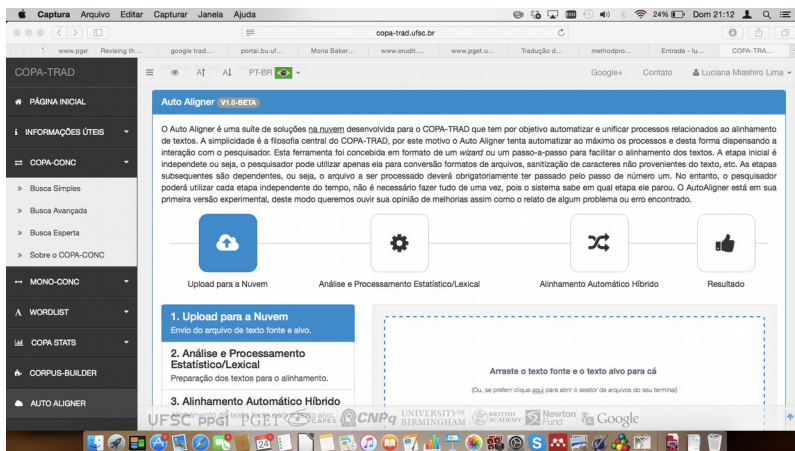 Captura Arquivo Editar Capturar Janela Ajuda 24% Dom 21:12
copa-trad.ufsc.br
www.pge Revising th... google trad... portal.bu.uf... Mona Baker... www.erudit.... www.pget.u... Tradução d... methodpro... Entrada - lu... COPA-TRA...
COPA-TRAD PT-BR Google+ Contato Luciana Miashiro Lima
PÁGINA INICIAL
INFORMAÇÕES ÚTEIS
COPA-CONC
Busca Simples
Busca Avançada
Busca Esperta
Sobre o COPA-CONC
MONO-CONC
WORDLIST
COPA STATS
CORPUS-BUILDER
AUTO ALIGNER
Auto Aligner V1.0-BETA
O Auto Aligner é uma suíte de soluções na nuvem desenvolvida para o COPA-TRAD que tem por objetivo automatizar e unificar processos relacionados ao alinhamento
de textos. A simplicidade é a filosofia central do COPA-TRAD, por este motivo o Auto Aligner tenta automatizar ao máximo os processos e desta forma dispensando a
interação com o pesquisador. Esta ferramenta foi concebida em formato de um wizard ou um passo-a-passo para facilitar o alinhamento dos textos. A etapa inicial é
independete ou seja, o pesquisador pode utilizar apenas ela para conversão formatos de arquivos, sanitização de caracteres não provenientes do texto, etc. As etapas
subsequentes são dependentes, ou seja, o arquivo a ser processado deverá obrigatoriamente ter passado pelo passo de número um. No entanto, o pesquisador
poderá utilizar cada etapa independente do tempo, não é necessário fazer tudo de uma vez, pois o sistema sabe em qual etapa ele parou. O AutoAligner está em sua
primeira versão experimental, deste modo queremos ouvir sua opinião de melhorias assim como o relato de algum problema ou erro encontrado.
Upload para a Nuvem Análise e Processamento Estatístico/Lexical Alinhamento Automático Híbrido Resultado
1. Upload para a Nuvem
Envio do arquivo de texto fonte e
alvo.
2. Análise e Processamento
Estatístico/Lexical
Preparação dos textos para o alinhamento.
3. Alinhamento Automático Híbrido
Arraste o texto fonte e o texto alvo para cá
(Ou, se preferir clique aqui para abrir o seletor de arquivos do seu terminal)
UFSC PPGI PGET CAPES CNPq UNIVERSITY OF BIRMINGHAM BRITISH ACADEMY Newton Fund Google